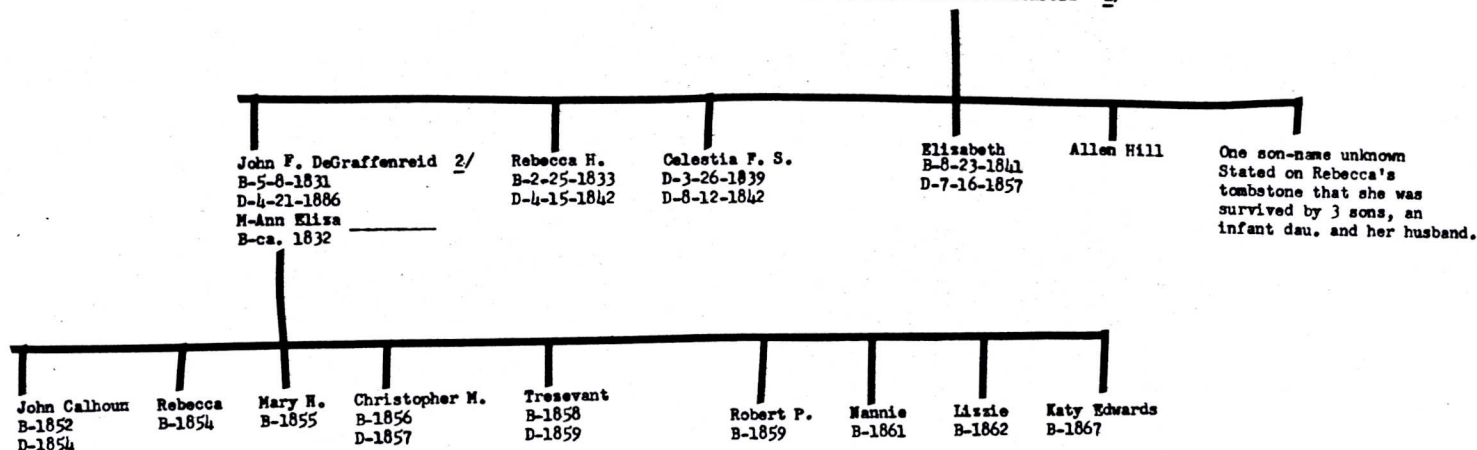 John F. DeGraffenreid 2/
B-5-8-1831
D-4-21-1886
M-Ann Eliza ________
B-ca. 1832
Rebecca H.
B-2-25-1833
D-4-15-1842
Celestia F. S.
D-3-26-1839
D-8-12-1842
Elizabeth
B-8-23-1841
D-7-16-1857
Allen Hill
One son-name unknown
Stated on Rebecca's
tombstone that she was
survived by 3 sons, an
infant dau. and her husband.
John Calhoun
B-1852
D-1854
Rebecca
B-1854
Mary H.
B-1855
Christopher M.
B-1856
D-1857
Tresevant
B-1858
D-1859
Robert P.
B-1859
Nannie
B-1861
Lizzie
B-1862
Katy Edwards
B-1867